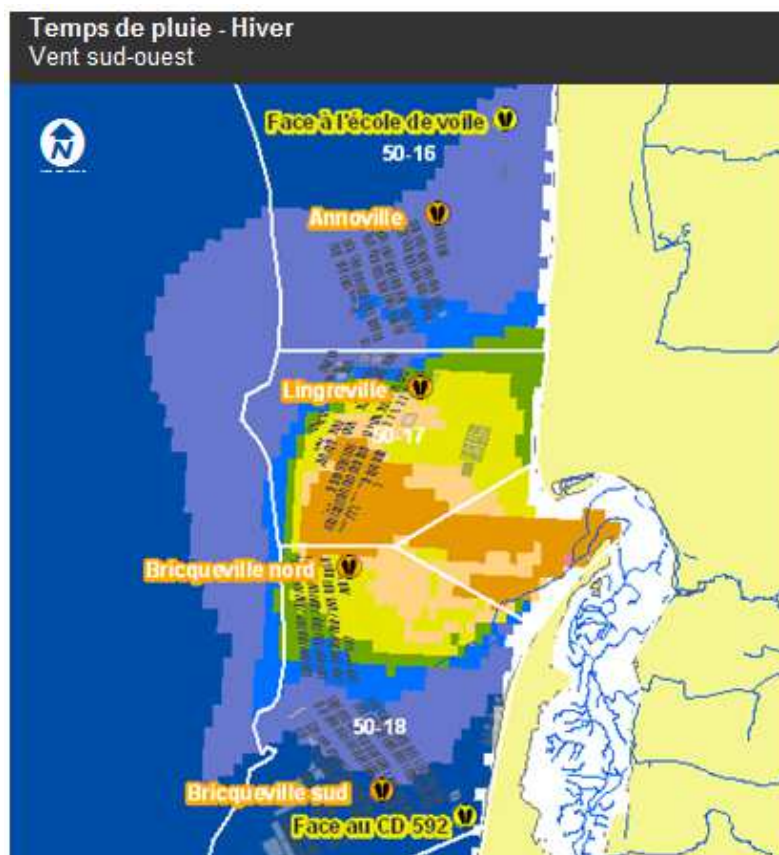 Temps de pluie - Hiver
Vent sud-ouest
Face à l'école de voile
50-16
N
Annoville
Lingreville
50-17
Bricqueville nord
50-18
Bricqueville sud
Face au CD 592